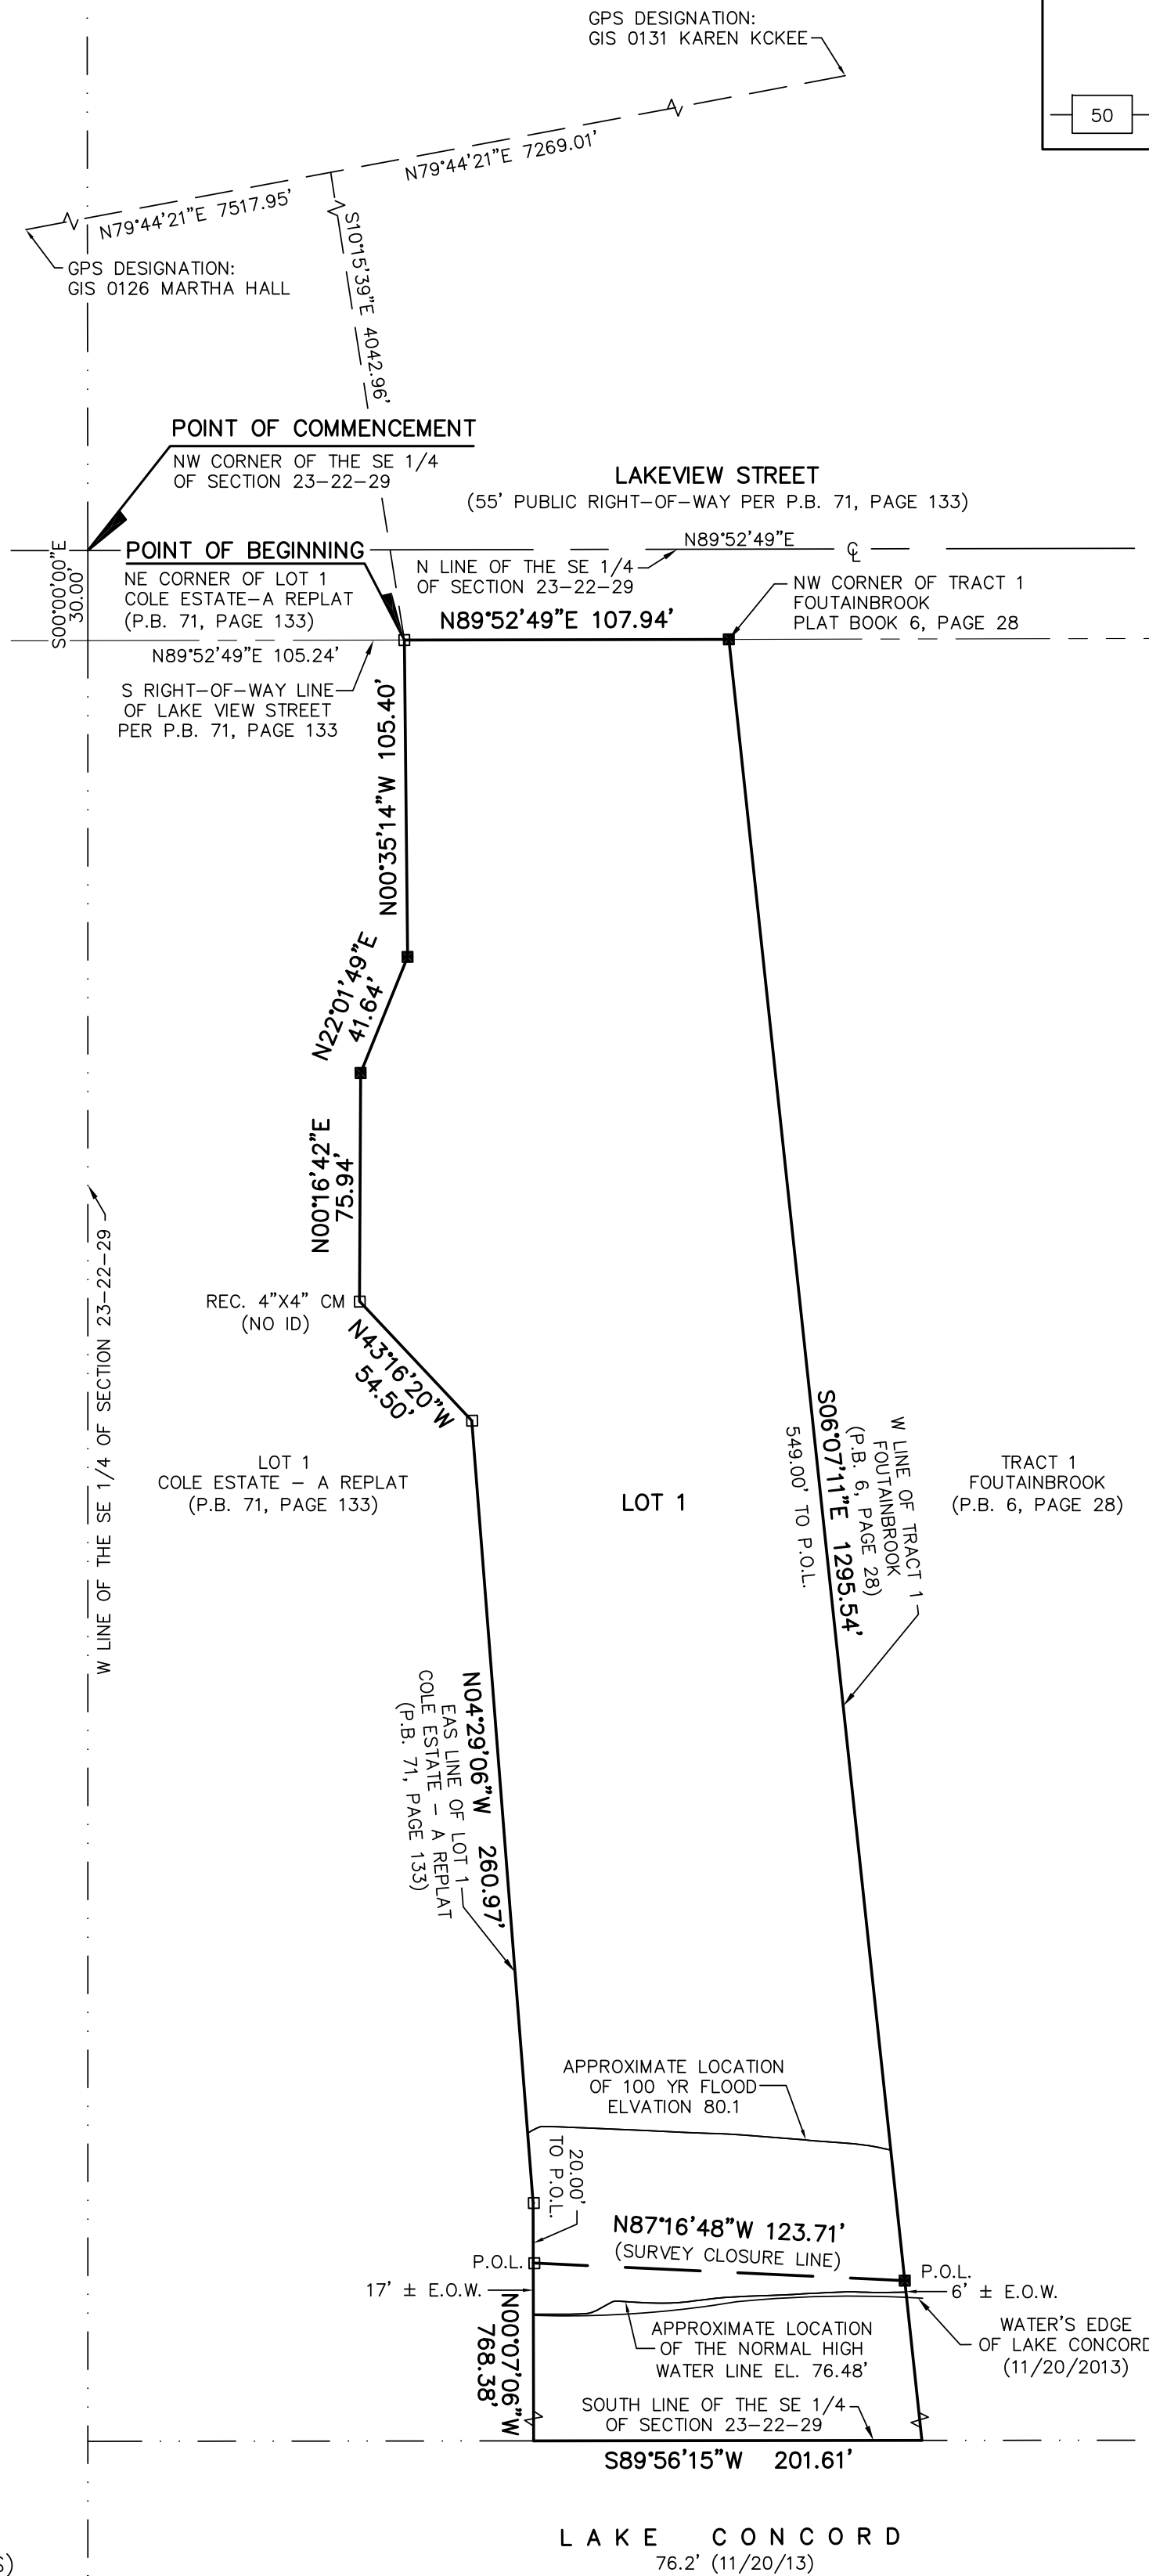 GPS DESIGNATION:
GIS 0131 KAREN KCKEE
50
N79°44'21"E 7269.01'
N79°44'21"E 7517.95'
GPS DESIGNATION:
GIS 0126 MARTHA HALL
S10°15'39"E 4042.96'
POINT OF COMMENCEMENT
NW CORNER OF THE SE 1/4
OF SECTION 23-22-29
LAKEVIEW STREET
(55' PUBLIC RIGHT-OF-WAY PER P.B. 71, PAGE 133)
N89°52'49"E
℄
S00°00'00"E
30.00'
POINT OF BEGINNING
NE CORNER OF LOT 1
COLE ESTATE-A REPLAT
(P.B. 71, PAGE 133)
N LINE OF THE SE 1/4
OF SECTION 23-22-29
NW CORNER OF TRACT 1
FOUTAINBROOK
PLAT BOOK 6, PAGE 28
N89°52'49"E 107.94'
N89°52'49"E 105.24'
S RIGHT-OF-WAY LINE
OF LAKE VIEW STREET
PER P.B. 71, PAGE 133
N00°35'14"W 105.40'
N22°01'49"E
41.64'
N00°16'42"E
75.94'
REC. 4"X4" CM
(NO ID)
N43°16'20"W
54.50'
W LINE OF THE SE 1/4 OF SECTION 23-22-29
LOT 1
COLE ESTATE - A REPLAT
(P.B. 71, PAGE 133)
LOT 1
W LINE OF TRACT 1
FOUTAINBROOK
(P.B. 6, PAGE 28)
S06°07'11"E 1295.54'
549.00' TO P.O.L.
TRACT 1
FOUTAINBROOK
(P.B. 6, PAGE 28)
N04°29'06"W 260.97'
EAS LINE OF LOT 1
COLE ESTATE - A REPLAT
(P.B. 71, PAGE 133)
APPROXIMATE LOCATION
OF 100 YR FLOOD
ELVATION 80.1
20.00'
TO P.O.L.
N87°16'48"W 123.71'
(SURVEY CLOSURE LINE)
P.O.L.
P.O.L.
17' ± E.O.W.
6' ± E.O.W.
N00°07'06"W
768.38'
APPROXIMATE LOCATION
OF THE NORMAL HIGH
WATER LINE EL. 76.48'
WATER'S EDGE
OF LAKE CONCORD
(11/20/2013)
SOUTH LINE OF THE SE 1/4
OF SECTION 23-22-29
S89°56'15"W 201.61'
LAKE CONCORD
76.2' (11/20/13)
S)